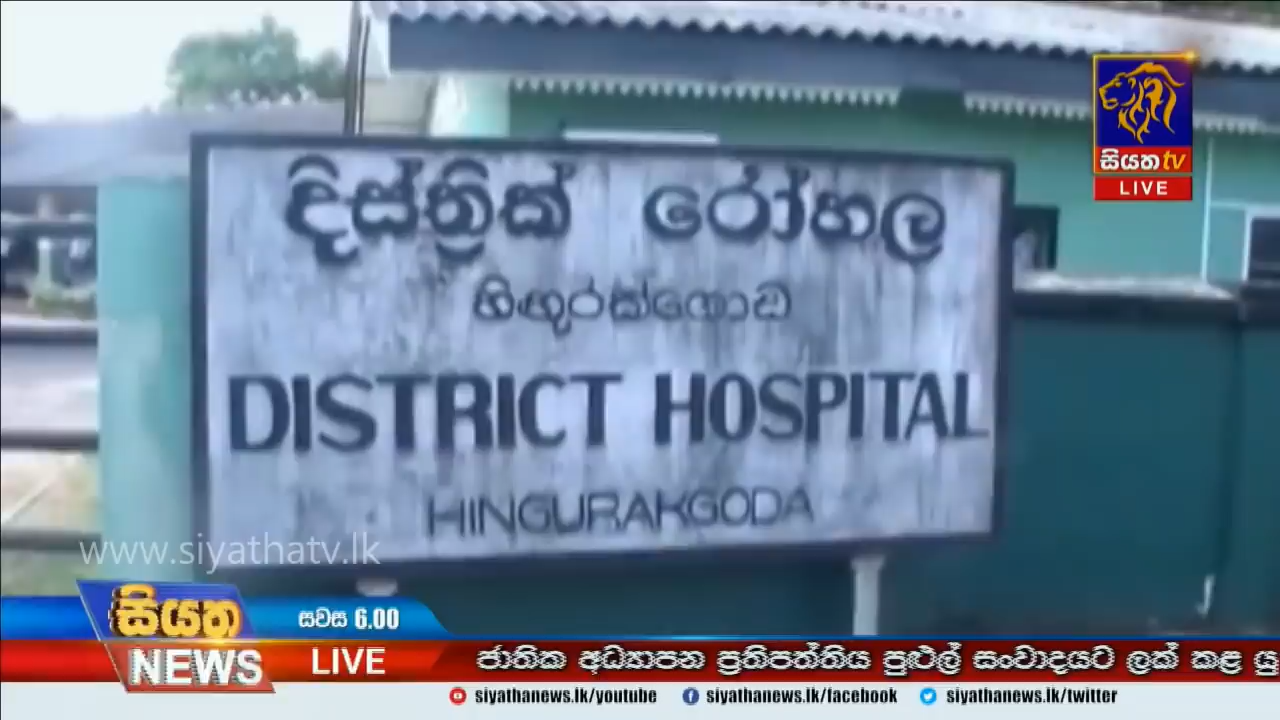 දිස්ත්‍රික් රෝහල
හිඟුරක්ගොඩ
DISTRICT HOSPITAL
HINGURAKGODA
සියත tv
LIVE
www.siyathatv.lk
සියත සවස 6.00
NEWS LIVE ජාතික අධ්‍යාපන ප්‍රතිපත්තිය පුළුල් සංවාදයට ලක් කළ යු
siyathanews.lk/youtube siyathanews.lk/facebook siyathanews.lk/twitter